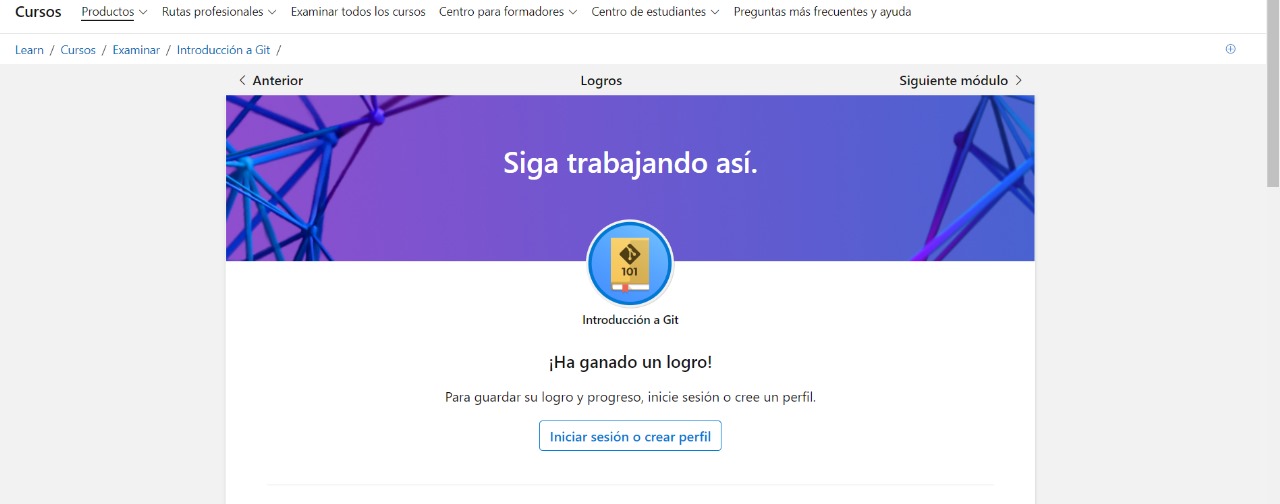 Cursos Productos Rutas profesionales Examinar todos los cursos Centro para formadores Centro de estudiantes Preguntas más frecuentes y ayuda
Learn / Cursos / Examinar / Introducción a Git /
Anterior Logros Siguiente módulo
Siga trabajando así.
101
Introducción a Git
¡Ha ganado un logro!
Para guardar su logro y progreso, inicie sesión o cree un perfil.
Iniciar sesión o crear perfil